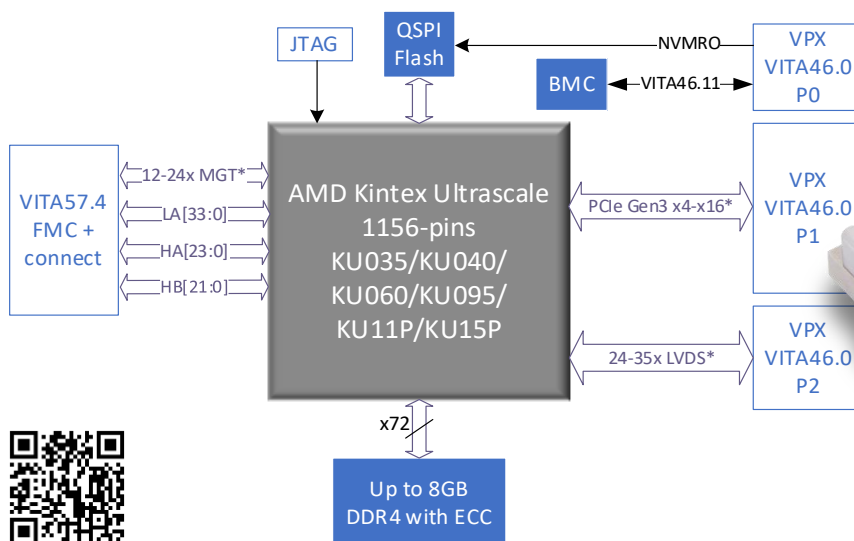 JTAG
QSPI
Flash
NVMRO
VPX
VITA46.0
P0
BMC
VITA46.11
VITA57.4
FMC +
connect
12-24x MGT*
LA[33:0]
HA[23:0]
HB[21:0]
AMD Kintex Ultrascale
1156-pins
KU035/KU040/
KU060/KU095/
KU11P/KU15P
PCIe Gen3 x4-x16*
VPX
VITA46.0
P1
24-35x LVDS*
VPX
VITA46.0
P2
x72
Up to 8GB
DDR4 with ECC